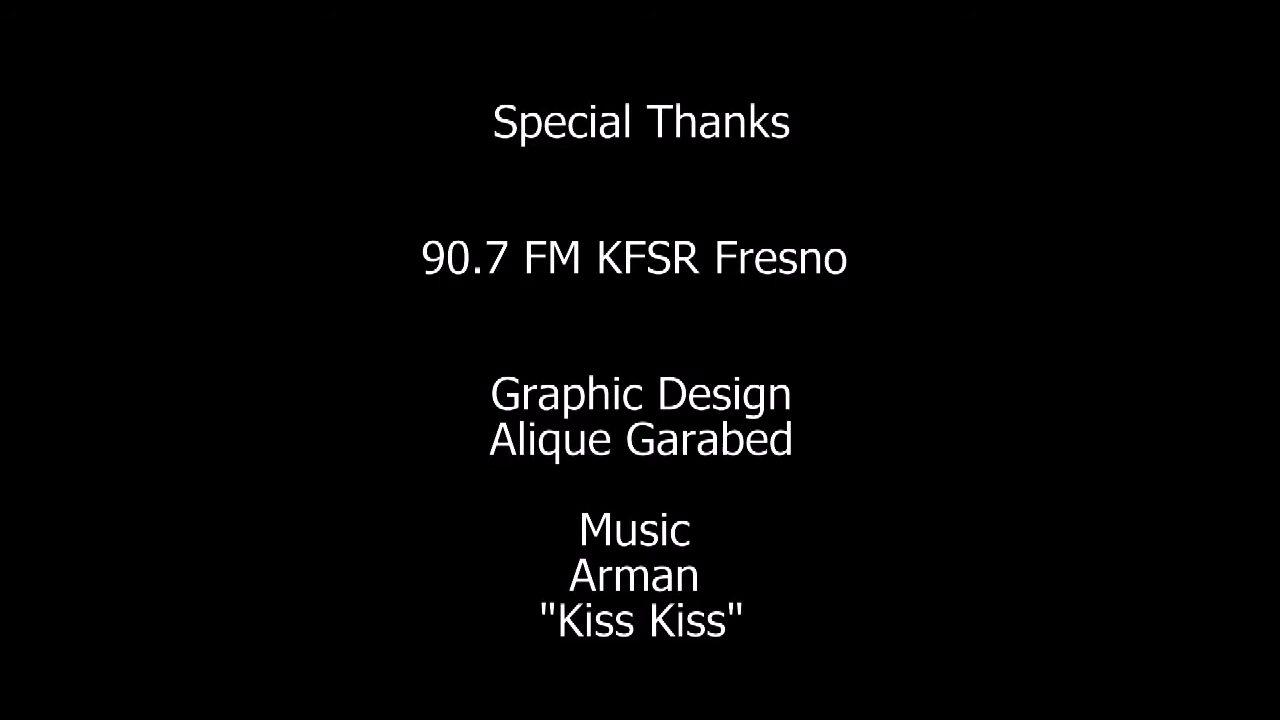 Special Thanks
90.7 FM KFSR Fresno
Graphic Design
Alique Garabed
Music
Arman
"Kiss Kiss"